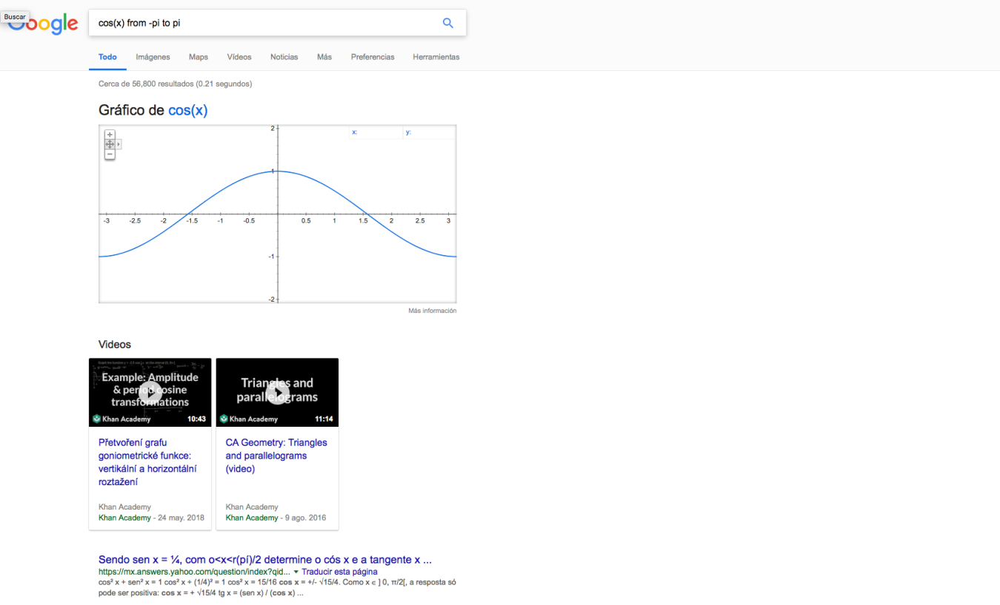 Buscar
Google
cos(x) from -pi to pi
Todo Imágenes Maps Vídeos Noticias Más Preferencias Herramientas
Cerca de 56,800 resultados (0.21 segundos)
Gráfico de cos(x)
+
−
2
x: y:
1
-3 -2.5 -2 -1.5 -1 -0.5 0.5 1 1.5 2 2.5 3
-1
-2
Más información
Videos
Example: Amplitude
& period cosine
transformations
Khan Academy 10:43
Přetvoření grafu
goniometrické funkce:
vertikální a horizontální
roztažení
Khan Academy
Khan Academy - 24 may. 2018
Triangles and
parallelograms
Khan Academy 11:14
CA Geometry: Triangles
and parallelograms
(video)
Khan Academy
Khan Academy - 9 ago. 2016
Sendo sen x = ¼, com o<x<r(pí)/2 determine o cós x e a tangente x ...
https://mx.answers.yahoo.com/question/index?qid... Traducir esta página
cos² x + sen² x = 1 cos² x + (1/4)² = 1 cos² x = 15/16 cos x = +/- √15/4. Como x ∈ ] 0, π/2[, a resposta só
pode ser positiva: cos x = + √15/4 tg x = (sen x) / (cos x) ...